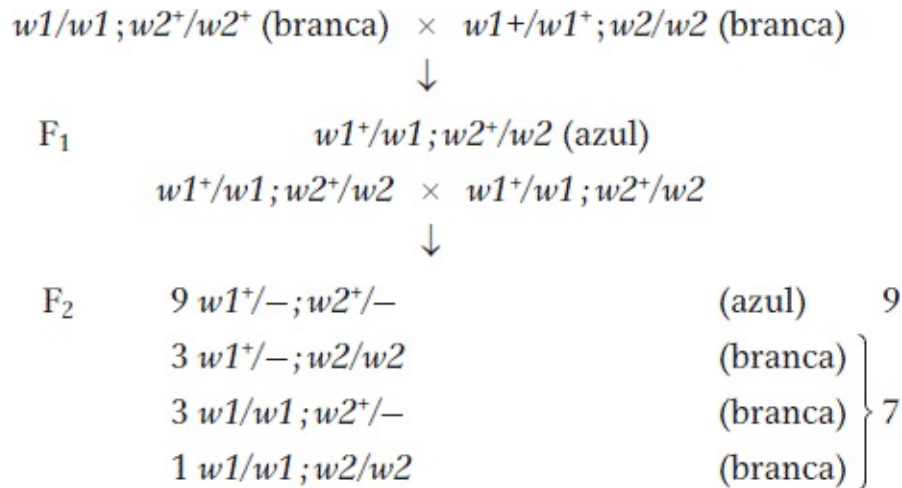 w1/w1; w2⁺/w2⁺ (branca) × w1+/w1⁺; w2/w2 (branca)
↓
F₁ w1⁺/w1; w2⁺/w2 (azul)
w1⁺/w1; w2⁺/w2 × w1⁺/w1; w2⁺/w2
↓
F₂ 9 w1⁺/–; w2⁺/– (azul) 9
3 w1⁺/–; w2/w2 (branca)
3 w1/w1; w2⁺/– (branca) } 7
1 w1/w1; w2/w2 (branca)